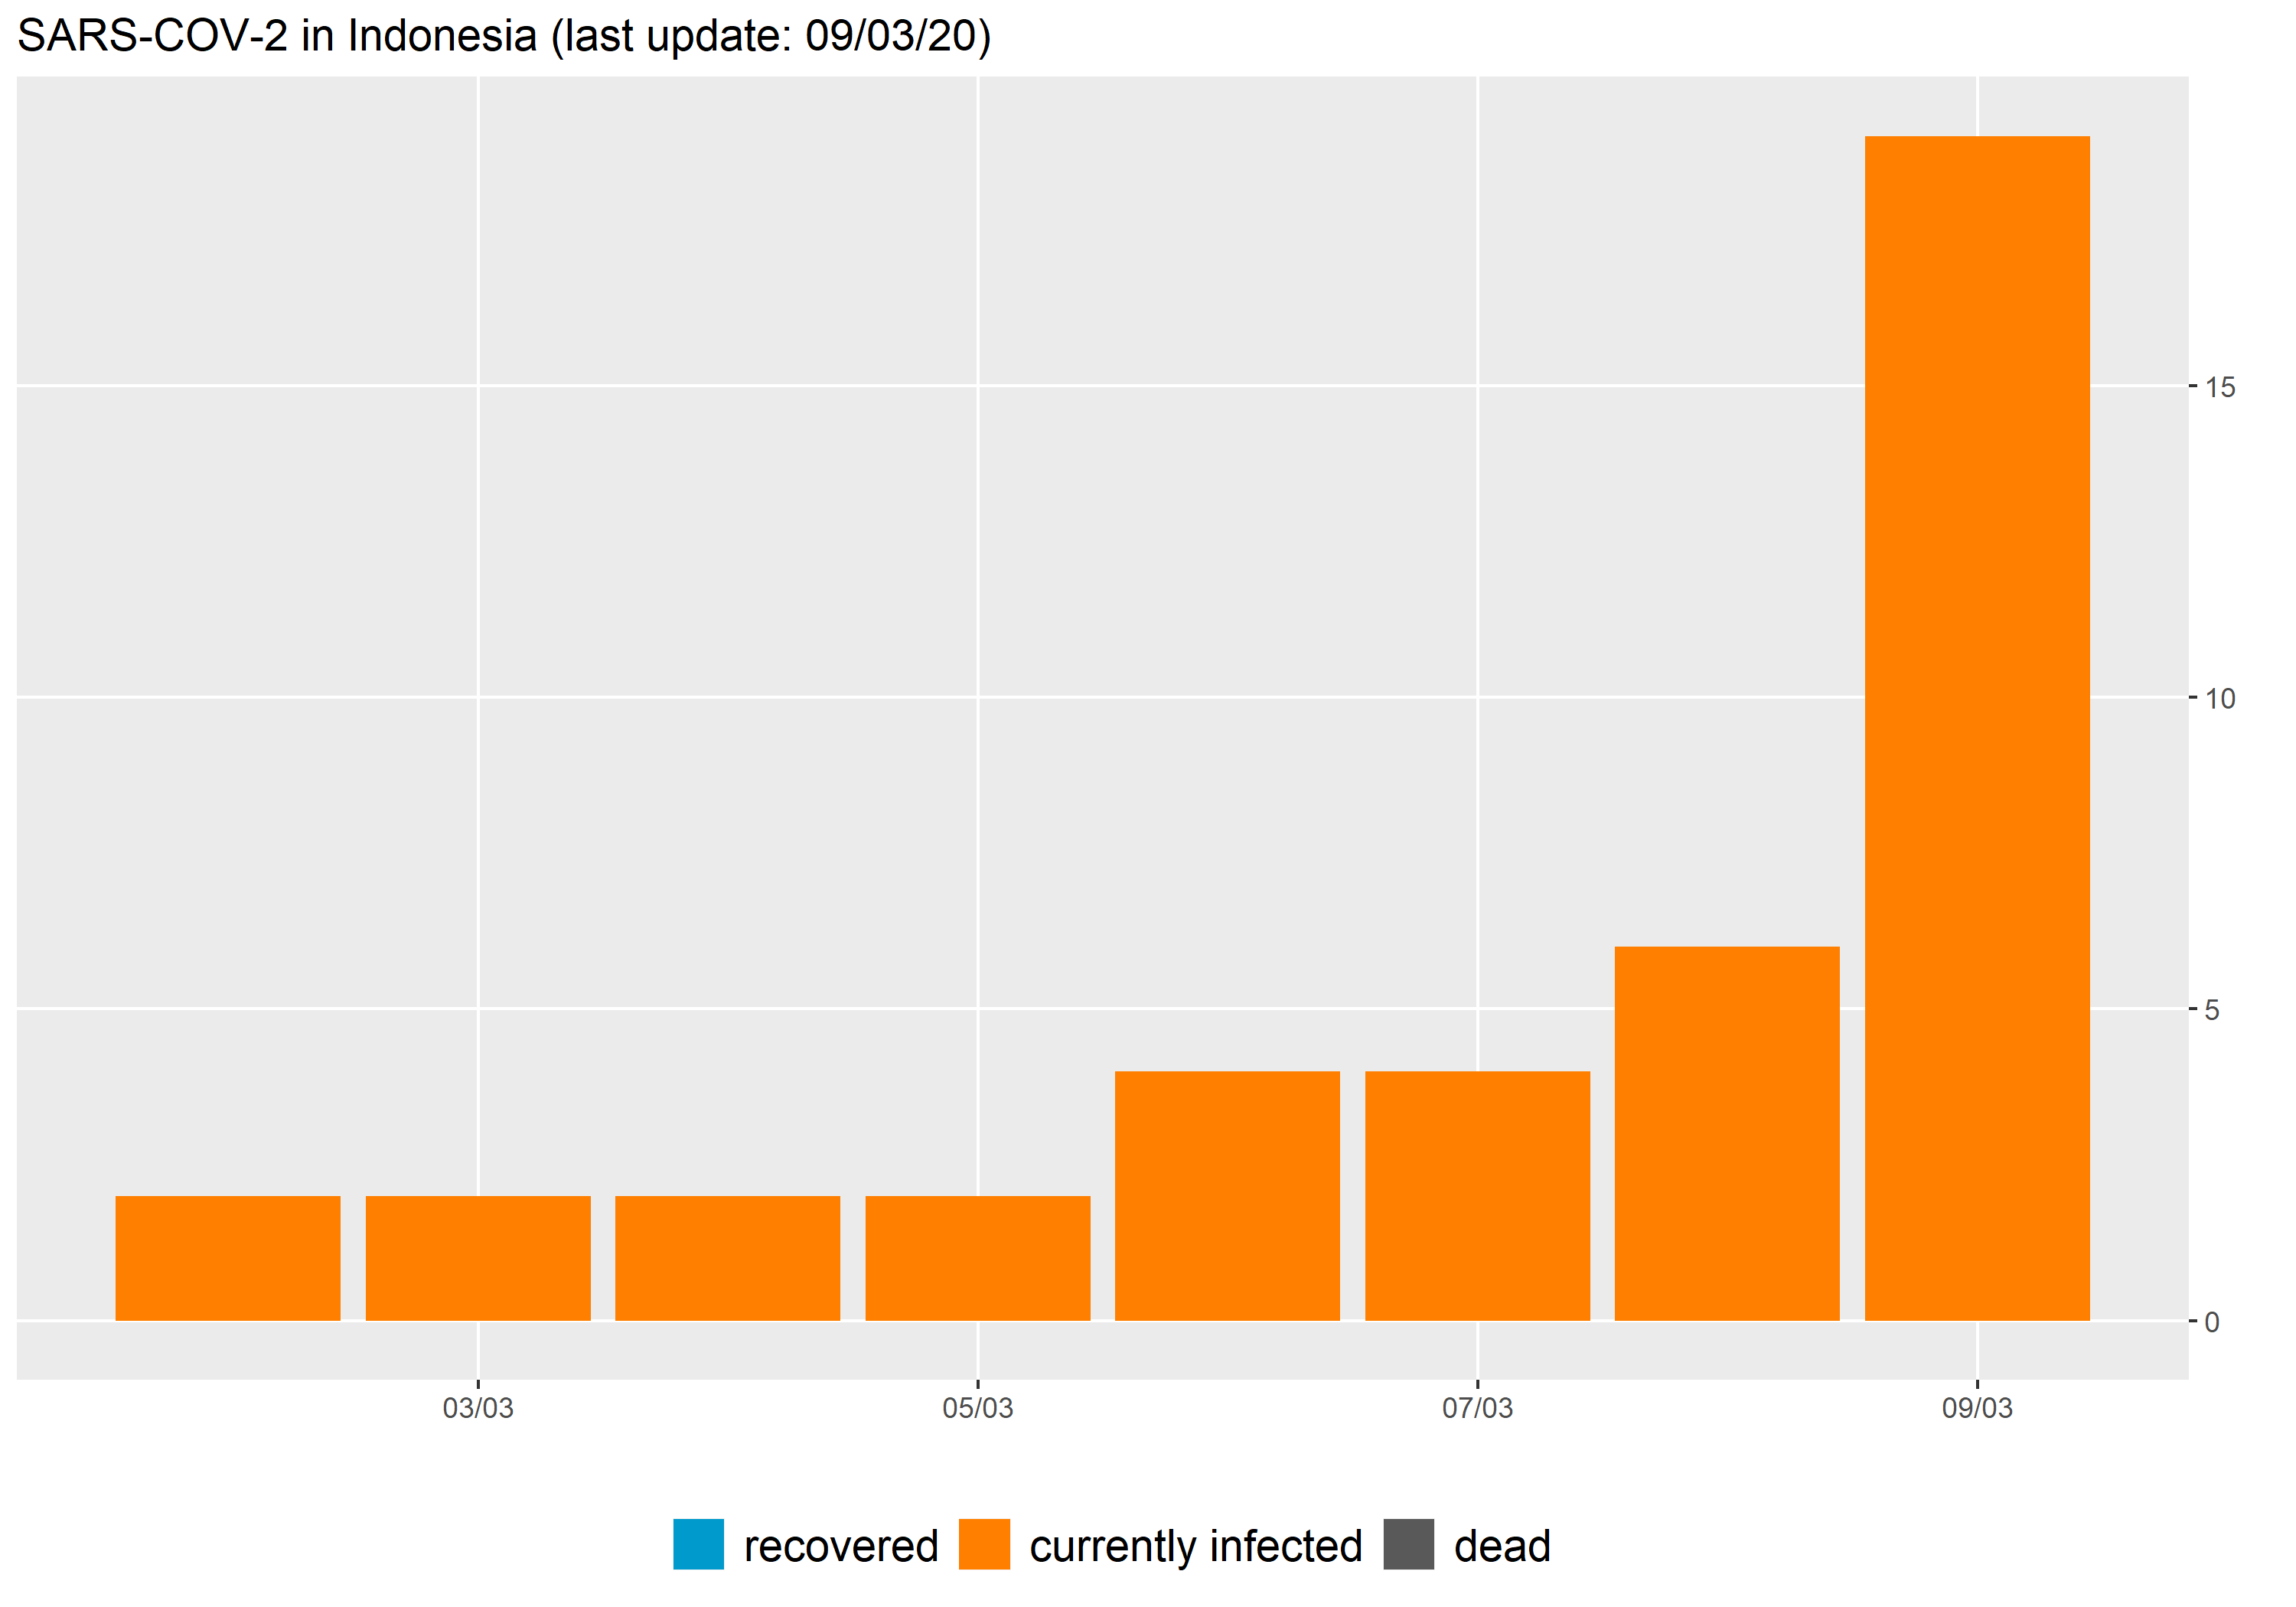 SARS-COV-2 in Indonesia (last update: 09/03/20)
15
10
5
0
03/03 05/03 07/03 09/03
recovered currently infected dead